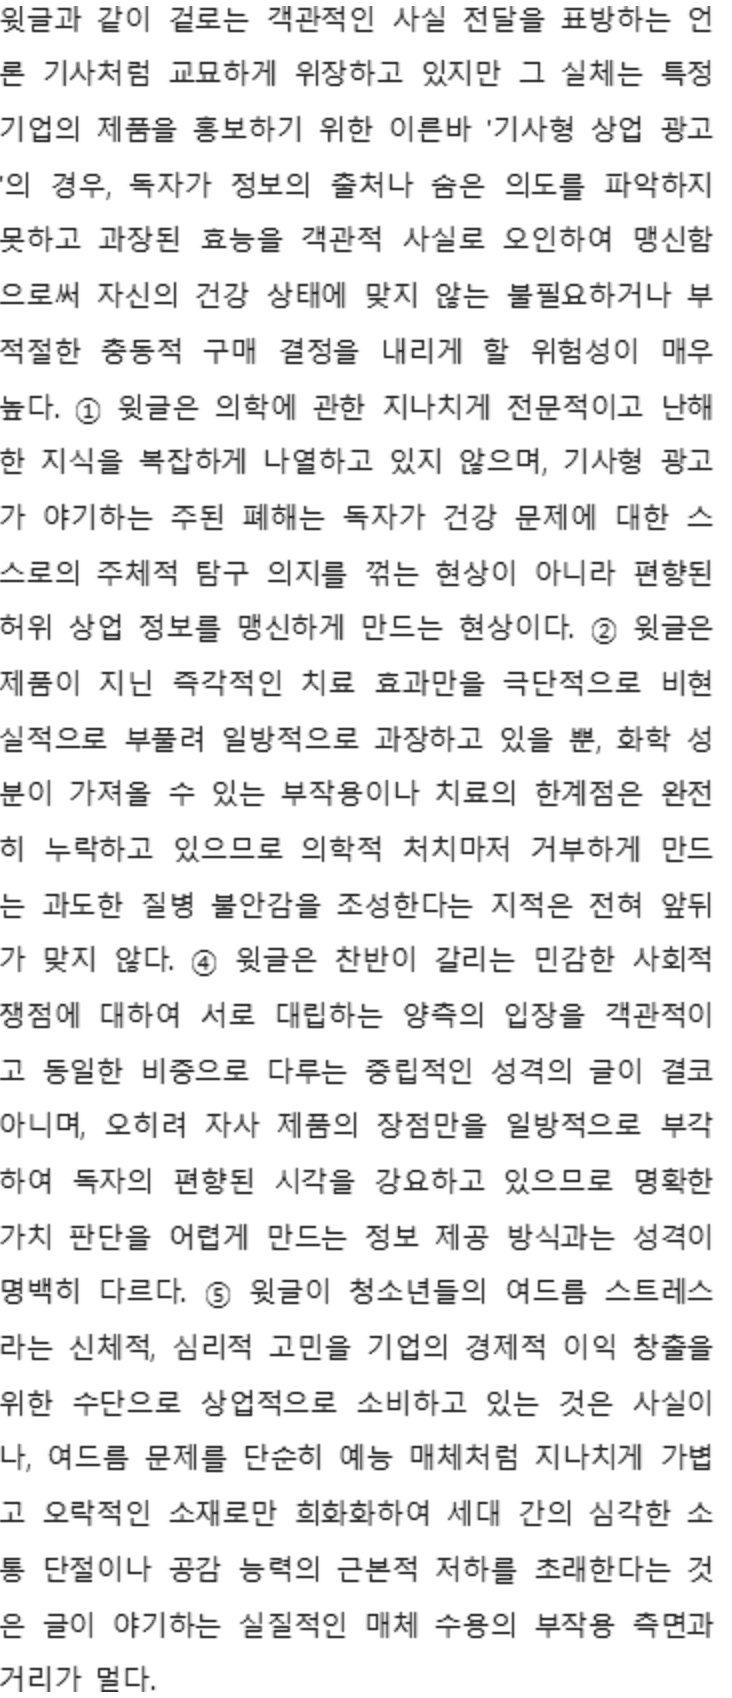 윗글과 같이 겉로는 객관적인 사실 전달을 표방하는 언
론 기사처럼 교묘하게 위장하고 있지만 그 실체는 특정
기업의 제품을 홍보하기 위한 이른바 '기사형 상업 광고
'의 경우, 독자가 정보의 출처나 숨은 의도를 파악하지
못하고 과장된 효능을 객관적 사실로 오인하여 맹신함
으로써 자신의 건강 상태에 맞지 않는 불필요하거나 부
적절한 충동적 구매 결정을 내리게 할 위험성이 매우
높다. ① 윗글은 의학에 관한 지나치게 전문적이고 난해
한 지식을 복잡하게 나열하고 있지 않으며, 기사형 광고
가 야기하는 주된 폐해는 독자가 건강 문제에 대한 스
스로의 주체적 탐구 의지를 꺾는 현상이 아니라 편향된
허위 상업 정보를 맹신하게 만드는 현상이다. ② 윗글은
제품이 지닌 즉각적인 치료 효과만을 극단적으로 비현
실적으로 부풀려 일방적으로 과장하고 있을 뿐, 화학 성
분이 가져올 수 있는 부작용이나 치료의 한계점은 완전
히 누락하고 있으므로 의학적 처치마저 거부하게 만드
는 과도한 질병 불안감을 조성한다는 지적은 전혀 앞뒤
가 맞지 않다. ④ 윗글은 찬반이 갈리는 민감한 사회적
쟁점에 대하여 서로 대립하는 양측의 입장을 객관적이
고 동일한 비중으로 다루는 중립적인 성격의 글이 결코
아니며, 오히려 자사 제품의 장점만을 일방적으로 부각
하여 독자의 편향된 시각을 강요하고 있으므로 명확한
가치 판단을 어렵게 만드는 정보 제공 방식과는 성격이
명백히 다르다. ⑤ 윗글이 청소년들의 여드름 스트레스
라는 신체적, 심리적 고민을 기업의 경제적 이익 창출을
위한 수단으로 상업적으로 소비하고 있는 것은 사실이
나, 여드름 문제를 단순히 예능 매체처럼 지나치게 가볍
고 오락적인 소재로만 희화화하여 세대 간의 심각한 소
통 단절이나 공감 능력의 근본적 저하를 초래한다는 것
은 글이 야기하는 실질적인 매체 수용의 부작용 측면과
거리가 멀다.